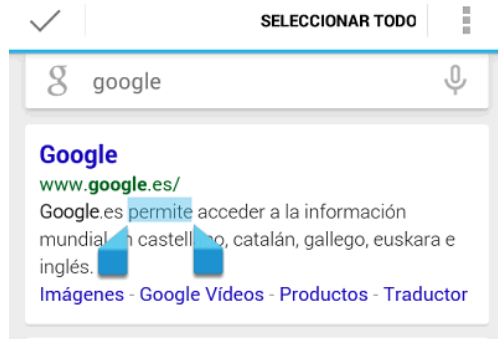 SELECCIONAR TODO
g google
Google
www.google.es/
Google.es permite acceder a la información
mundial castellano, catalán, gallego, euskara e
inglés.
Imágenes - Google Vídeos - Productos - Traductor